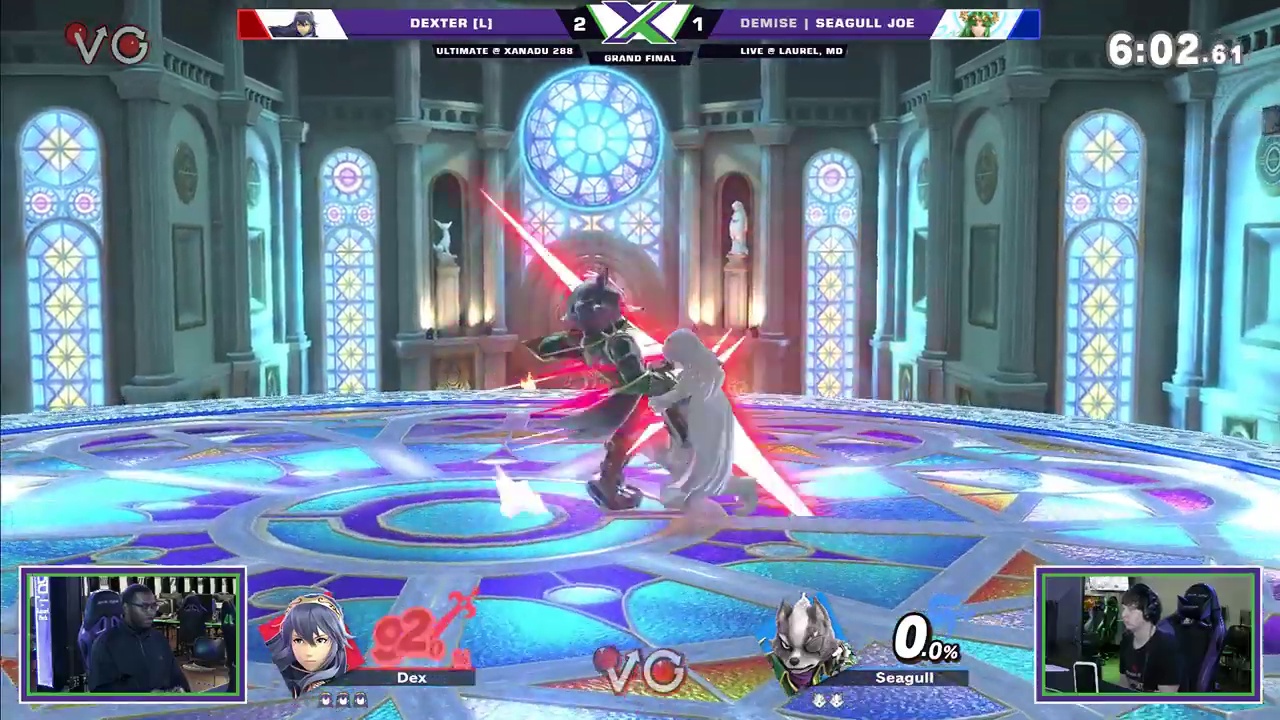 DEXTER [L]
2
1
DEMISE | SEAGULL JOE
ULTIMATE @ XANADU 288
GRAND FINAL
LIVE @ LAUREL, MD
VG
6:02.61
Dex
VG
0.0%
Seagull